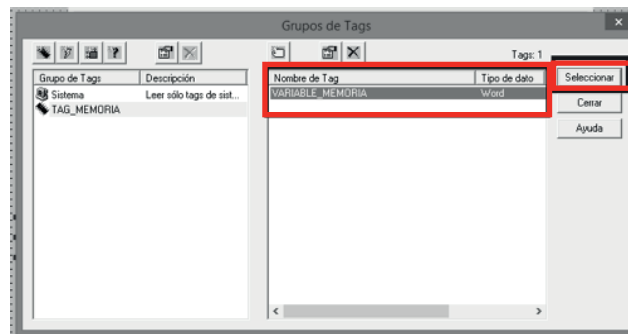 Grupos de Tags
Tags: 1
Grupo de Tags Descripción
Sistema Leer sólo tags de sist...
TAG_MEMORIA
Nombre de Tag Tipo de dato
VARIABLE_MEMORIA Word
Seleccionar
Cerrar
Ayuda